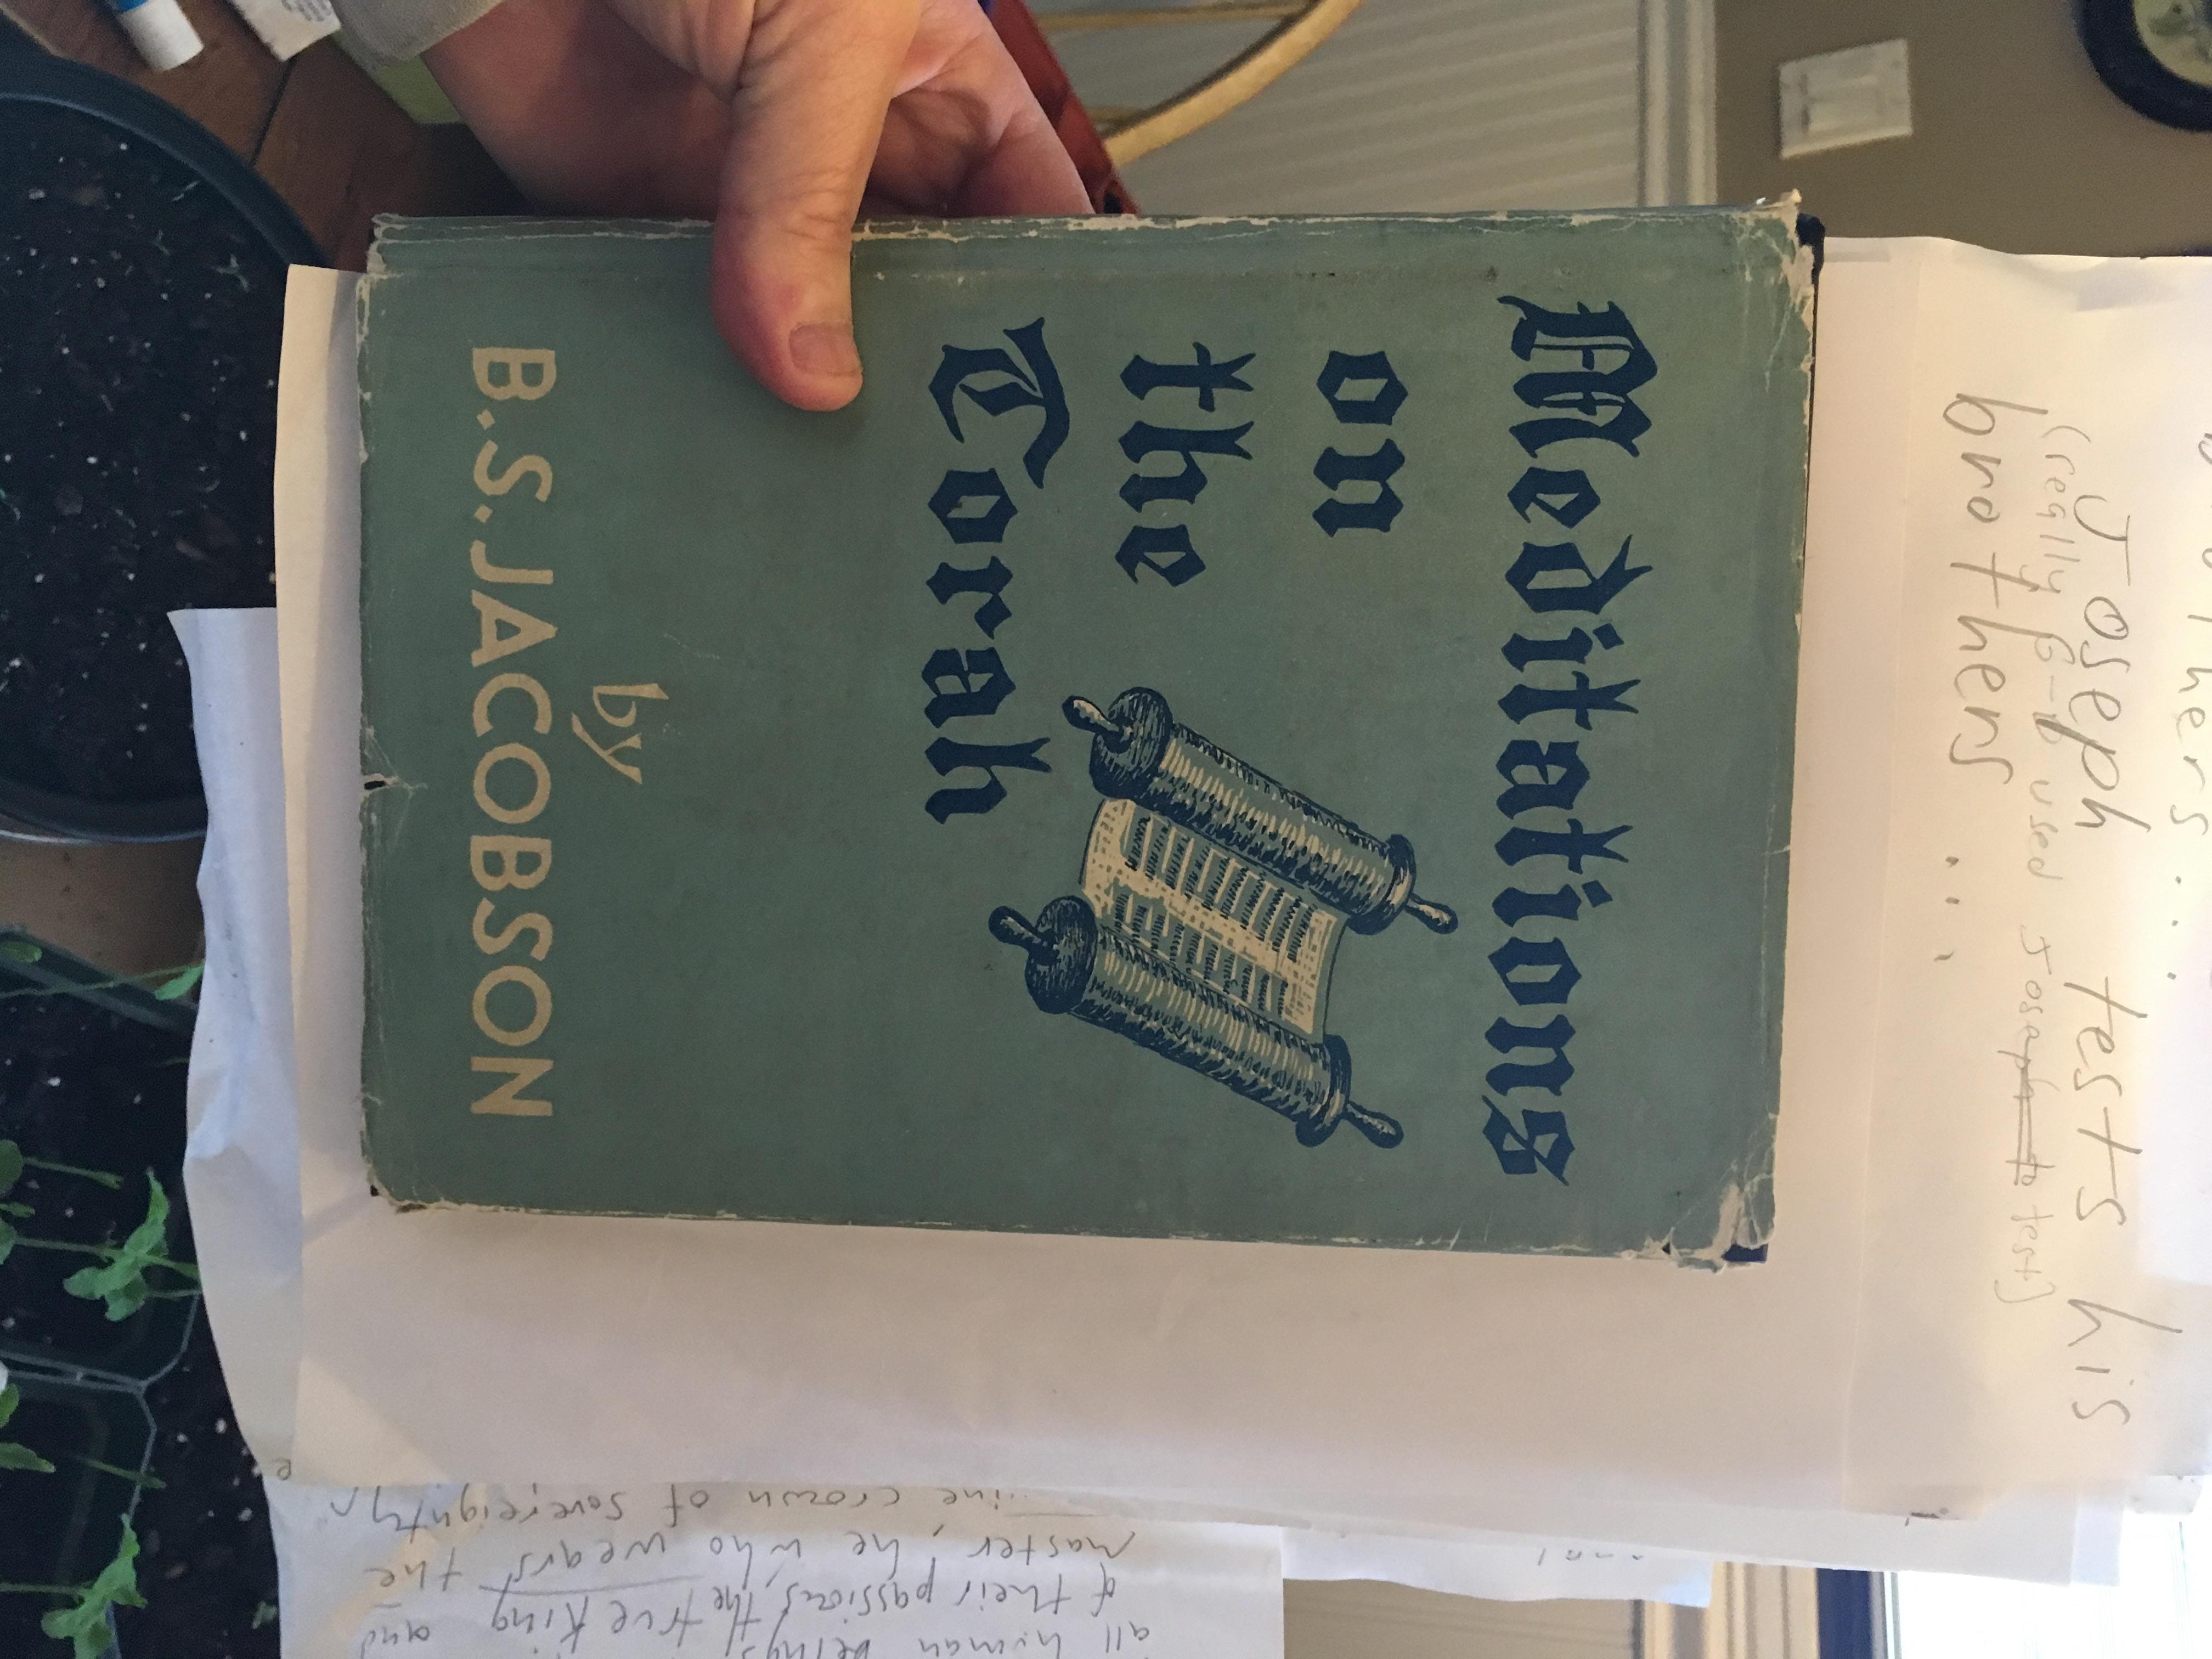 Meditations
on
the
Torah
by
B.S. JACOBSON
Joseph tests his
(really G-D used Joseph to test)
brothers ...
all human beings
of their passions, the true King and
master, he who wears the
crown of sovereignty